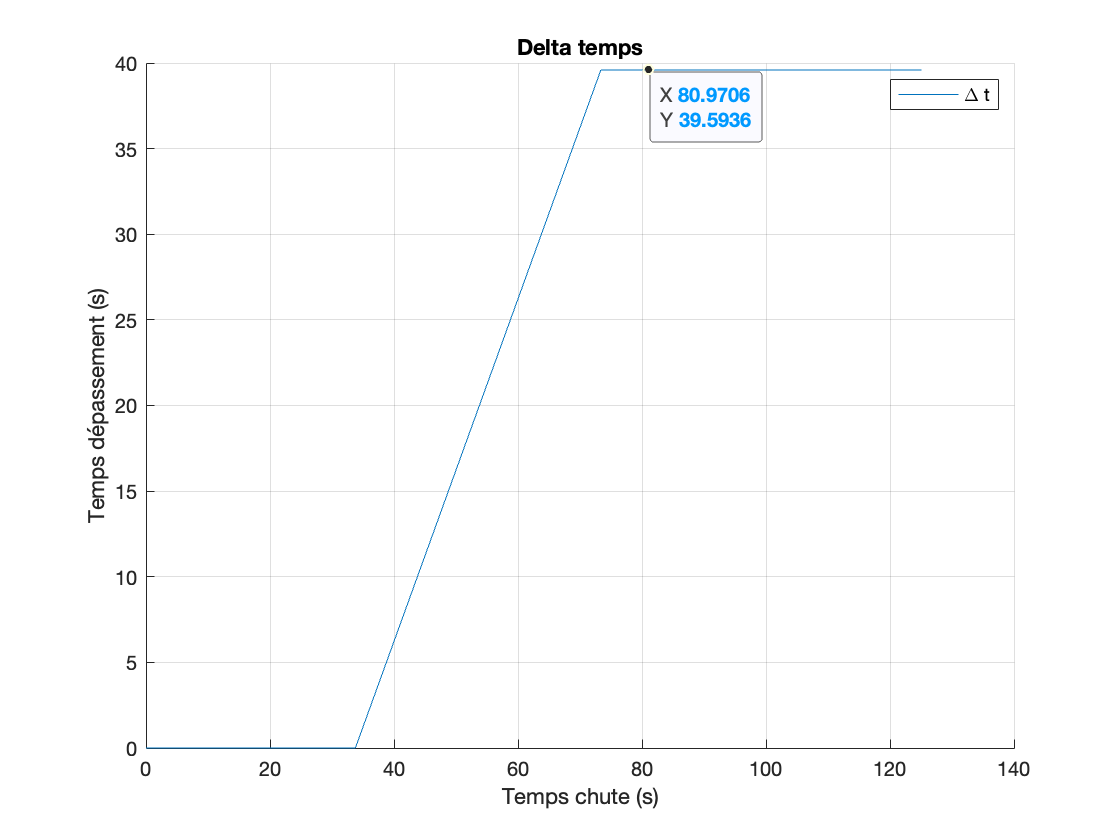 Delta temps
40
35
30
25
20
15
10
5
0
Temps dépassement (s)
X 80.9706
Y 39.5936
Δ t
0 20 40 60 80 100 120 140
Temps chute (s)